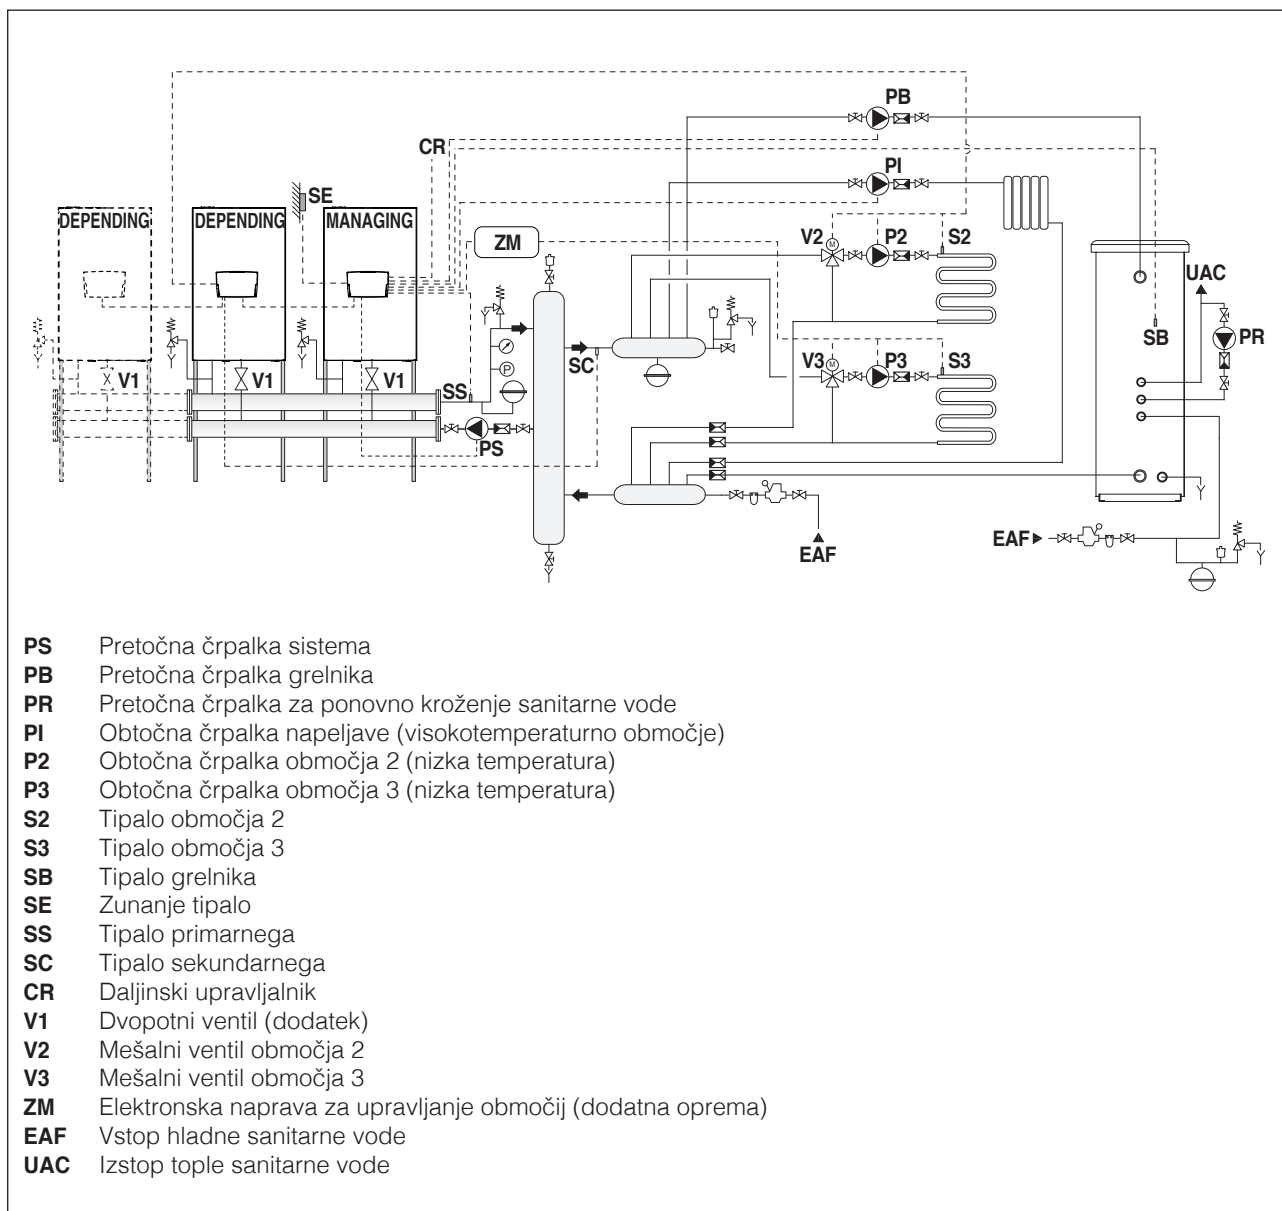 PB
CR
PI
SE
DEPENDING DEPENDING MANAGING
ZM
V2 P2 S2
UAC
SC
SB PR
V3 P3 S3
V1 V1 V1
SS
P
M
M
PS
EAF
EAF
PS Pretočna črpalka sistema
PB Pretočna črpalka grelnika
PR Pretočna črpalka za ponovno kroženje sanitarne vode
PI Obtočna črpalka napeljave (visokotemperaturno območje)
P2 Obtočna črpalka območja 2 (nizka temperatura)
P3 Obtočna črpalka območja 3 (nizka temperatura)
S2 Tipalo območja 2
S3 Tipalo območja 3
SB Tipalo grelnika
SE Zunanje tipalo
SS Tipalo primarnega
SC Tipalo sekundarnega
CR Daljinski upravljalnik
V1 Dvopotni ventil (dodatek)
V2 Mešalni ventil območja 2
V3 Mešalni ventil območja 3
ZM Elektronska naprava za upravljanje območij (dodatna oprema)
EAF Vstop hladne sanitarne vode
UAC Izstop tople sanitarne vode